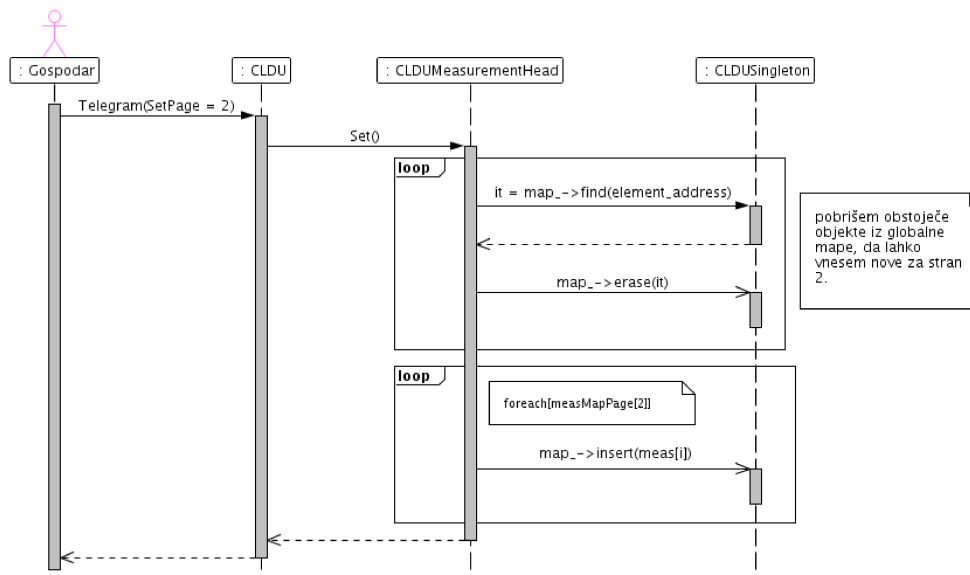 : Gospodar
: CLDU
: CLDUMeasurementHead
: CLDUSingleton
Telegram(SetPage = 2)
Set()
loop
it = map_->find(element_address)
pobrišem obstoječe
objekte iz globalne
mape, da lahko
vnesem nove za stran
2.
map_->erase(it)
loop
foreach[measMapPage[2]]
map_->insert(meas[i])